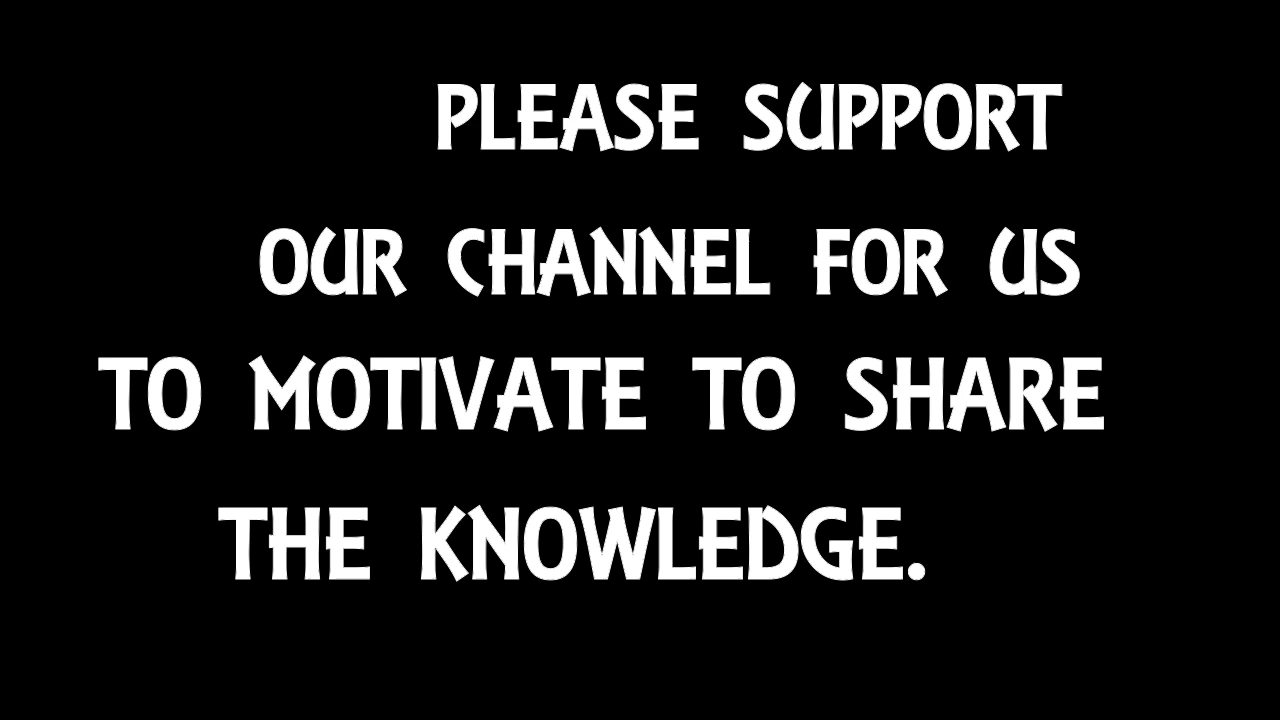 PLEASE SUPPORT
OUR CHANNEL FOR US
TO MOTIVATE TO SHARE
THE KNOWLEDGE.